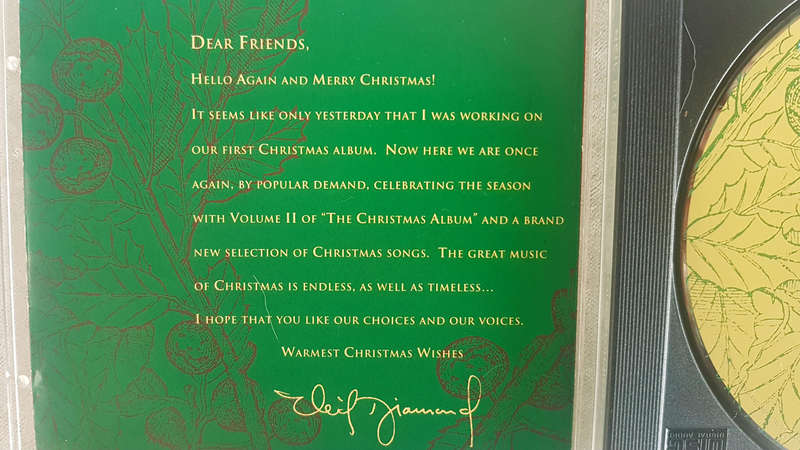 Dear Friends,
Hello Again and Merry Christmas!
It seems like only yesterday that I was working on
our first Christmas album. Now here we are once
again, by popular demand, celebrating the season
with Volume II of "The Christmas Album" and a brand
new selection of Christmas songs. The great music
of Christmas is endless, as well as timeless...
I hope that you like our choices and our voices.
Warmest Christmas Wishes
Neil Diamond
DIGITAL AUDIO